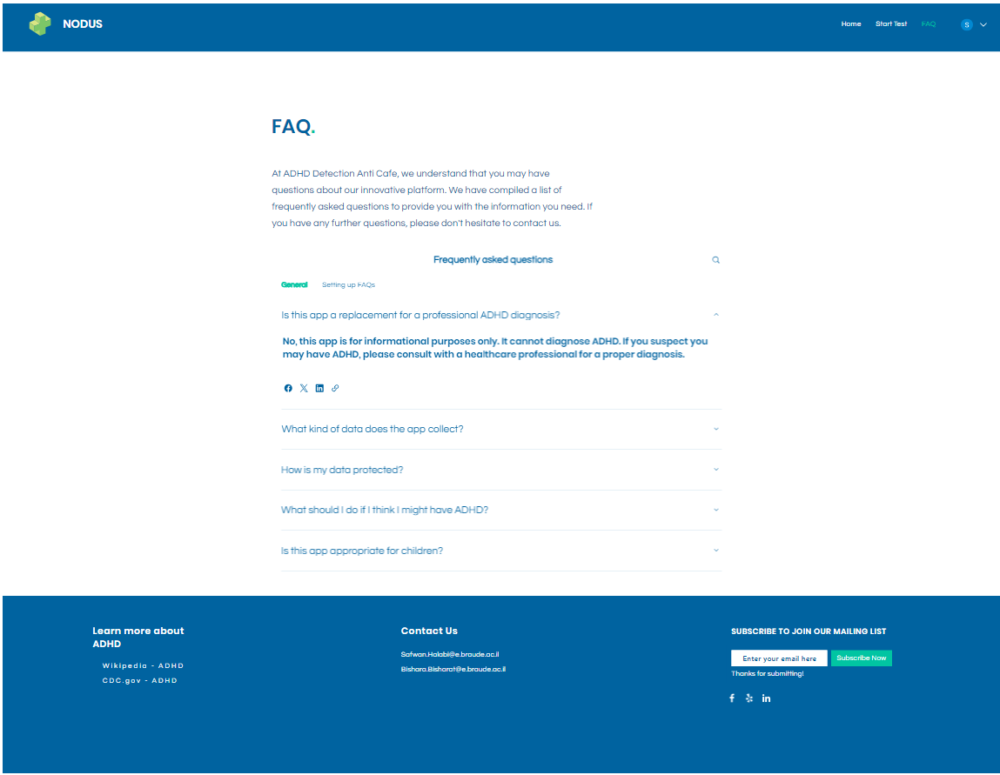 NODUS
Home
Start Test
FAQ
S
FAQ.
At ADHD Detection Anti Cafe, we understand that you may have
questions about our innovative platform. We have compiled a list of
frequently asked questions to provide you with the information you need. If
you have any further questions, please don't hesitate to contact us.
Frequently asked questions
General
Setting up FAQs
Is this app a replacement for a professional ADHD diagnosis?
No, this app is for informational purposes only. It cannot diagnose ADHD. If you suspect you
may have ADHD, please consult with a healthcare professional for a proper diagnosis.
What kind of data does the app collect?
How is my data protected?
What should I do if I think I might have ADHD?
Is this app appropriate for children?
Learn more about
ADHD
Wikipedia - ADHD
CDC.gov - ADHD
Contact Us
Safwan.Halabi@e.braude.ac.il
Bishara.Bisharat@e.braude.ac.il
SUBSCRIBE TO JOIN OUR MAILING LIST
Enter your email here
Subscribe Now
Thanks for submitting!